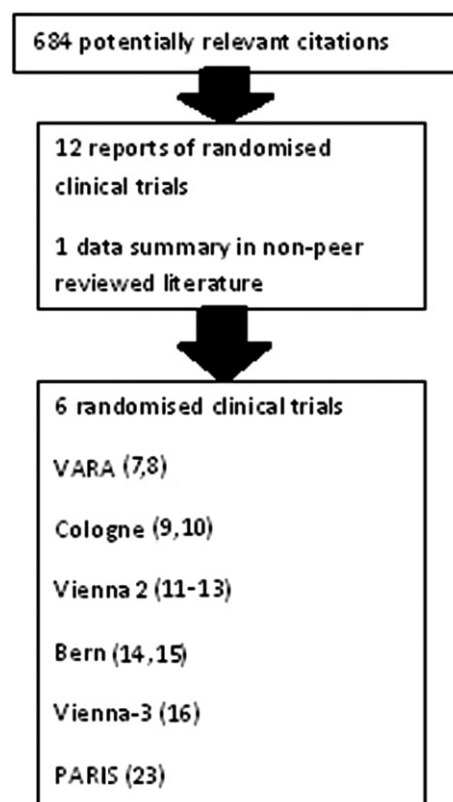 684 potentially relevant citations
12 reports of randomised
clinical trials
1 data summary in non-peer
reviewed literature
6 randomised clinical trials
VARA (7,8)
Cologne (9,10)
Vienna 2 (11-13)
Bern (14,15)
Vienna-3 (16)
PARIS (23)